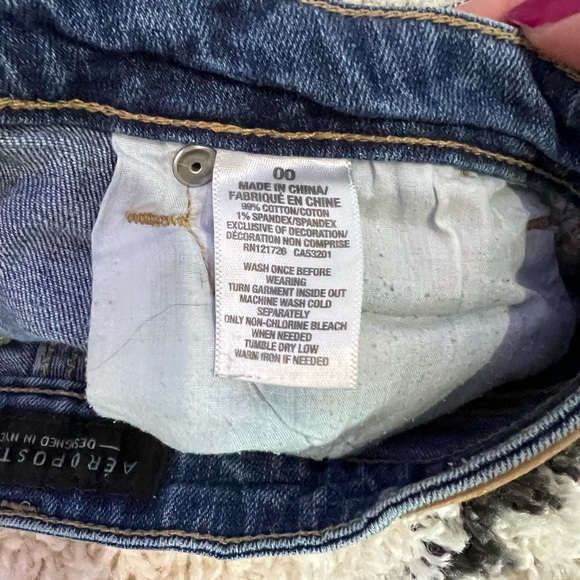 00
MADE IN CHINA/
FABRIQUÉ EN CHINE
99% COTTON/COTON
1% SPANDEX/SPANDEX
EXCLUSIVE OF DECORATION/
DÉCORATION NON COMPRISE
RN121726 CA53201
WASH ONCE BEFORE
WEARING
TURN GARMENT INSIDE OUT
MACHINE WASH COLD
SEPARATELY
ONLY NON-CHLORINE BLEACH
WHEN NEEDED
TUMBLE DRY LOW
WARM IRON IF NEEDED
AÉROPOST
DESIGNED IN NYC